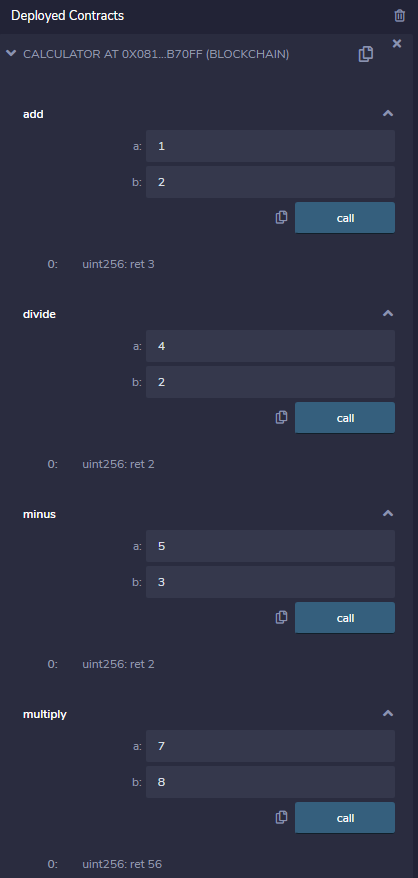 Deployed Contracts
CALCULATOR AT 0X081...B70FF (BLOCKCHAIN)
add
a: 1
b: 2
call
0: uint256: ret 3
divide
a: 4
b: 2
call
0: uint256: ret 2
minus
a: 5
b: 3
call
0: uint256: ret 2
multiply
a: 7
b: 8
call
0: uint256: ret 56